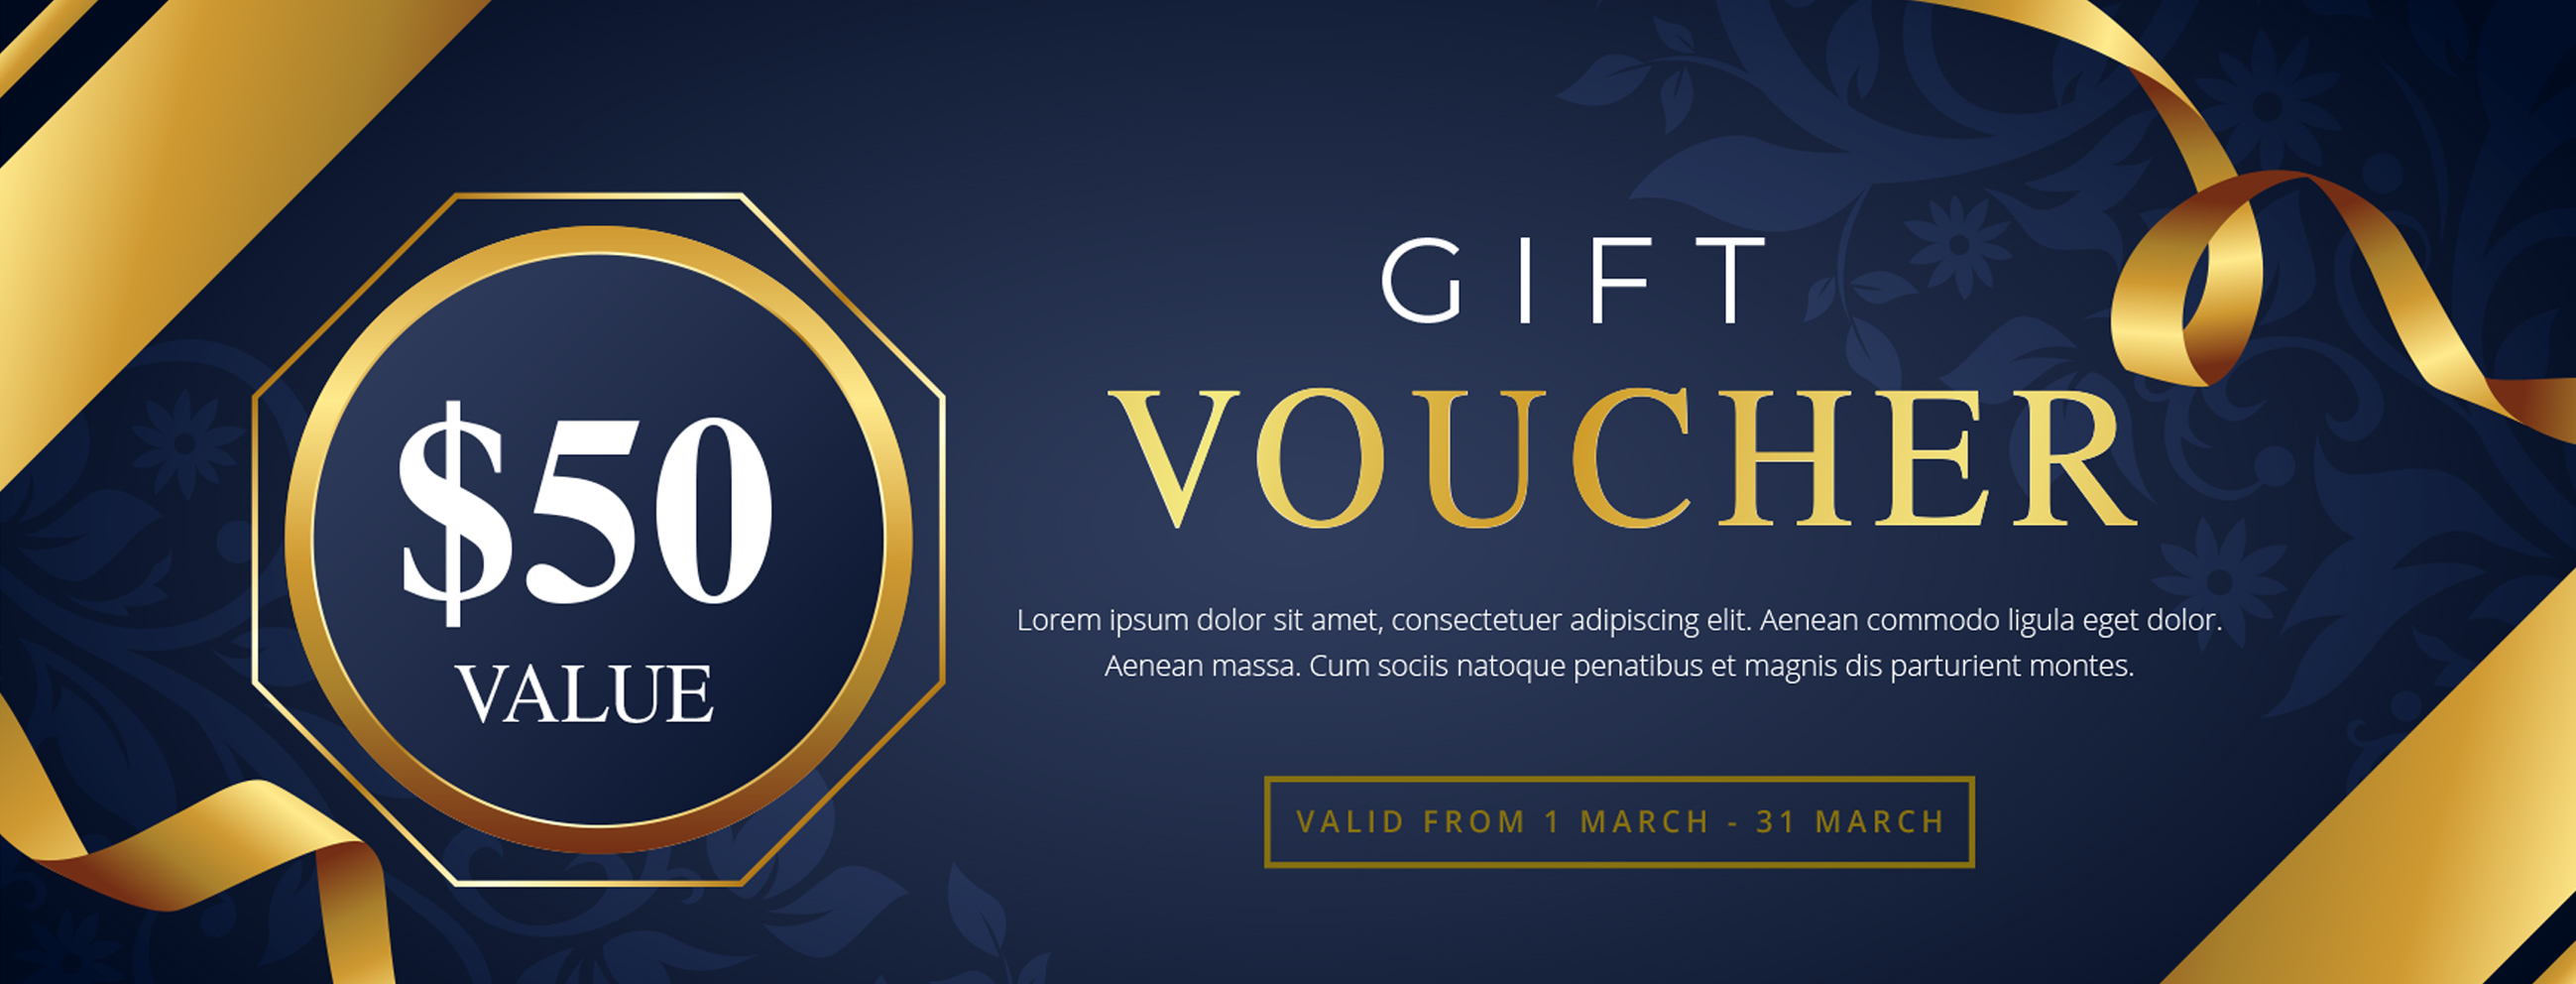 $50
VALUE
GIFT
VOUCHER
Lorem ipsum dolor sit amet, consectetuer adipiscing elit. Aenean commodo ligula eget dolor.
Aenean massa. Cum sociis natoque penatibus et magnis dis parturient montes.
VALID FROM 1 MARCH - 31 MARCH